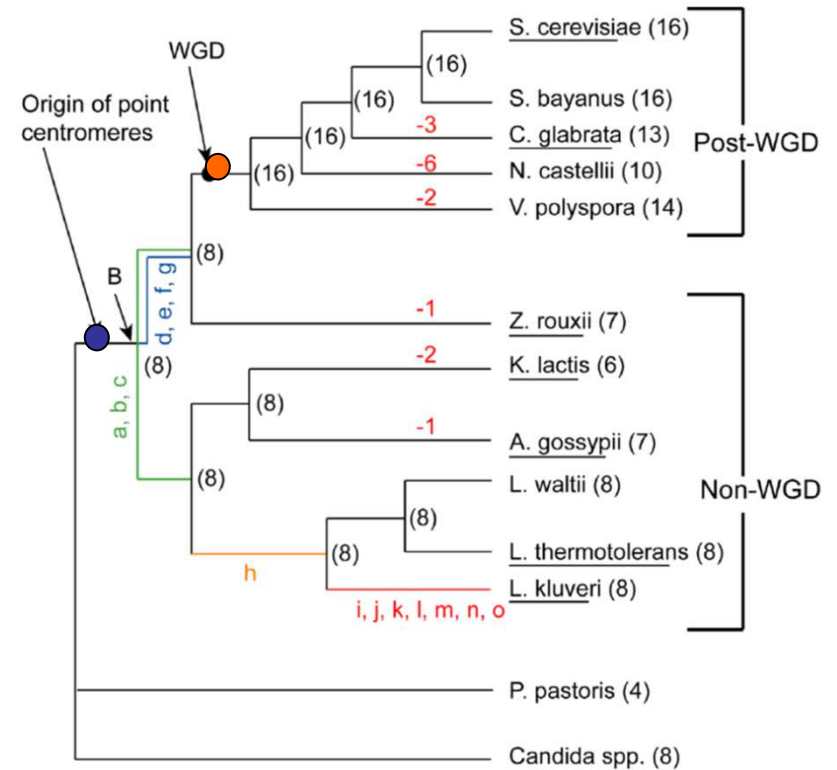 S. cerevisiae (16)
WGD
(16)
Origin of point
centromeres
S. bayanus (16)
(16)
-3
C. glabrata (13)
(16)
Post-WGD
-6
N. castellii (10)
(16)
-2
V. polyspora (14)
(8)
B
d, e, f, g
-1
Z. rouxii (7)
(8)
-2
K. lactis (6)
a, b, c
(8)
-1
A. gossypii (7)
(8)
L. waltii (8)
Non-WGD
(8)
(8)
L. thermotolerans (8)
h
L. kluveri (8)
i, j, k, l, m, n, o
P. pastoris (4)
Candida spp. (8)